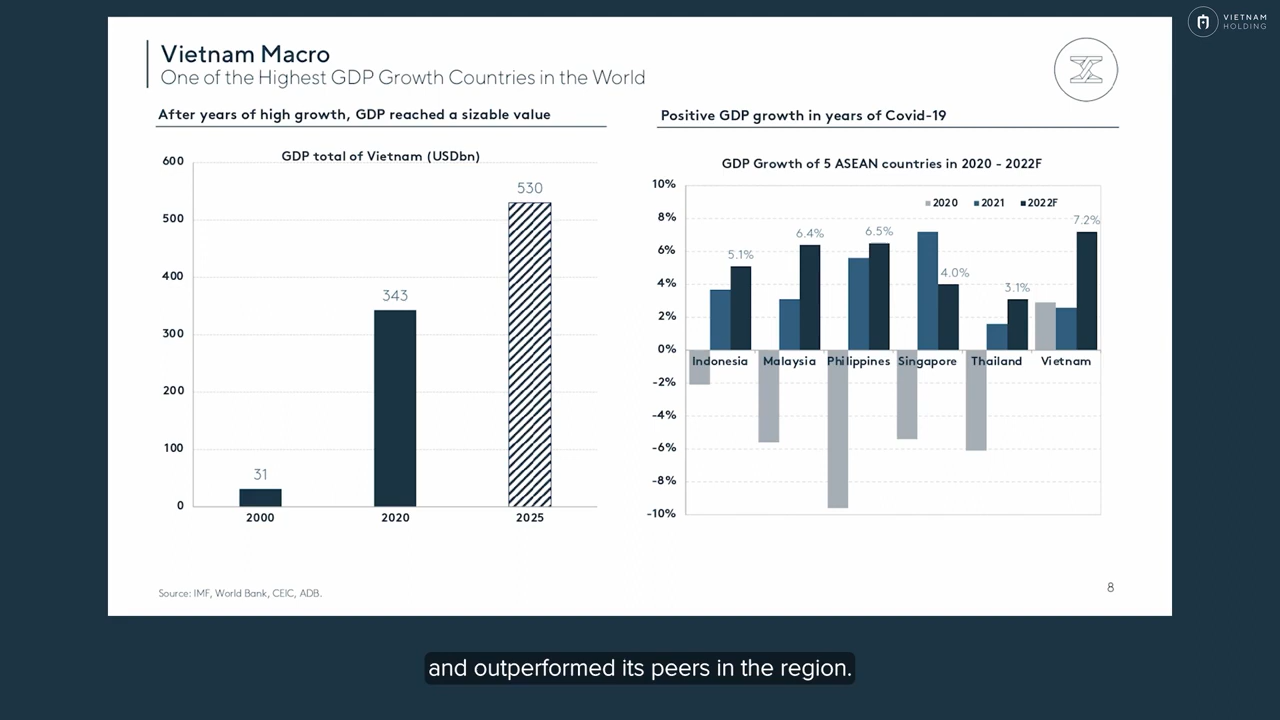 VIETNAM
HOLDING
Vietnam Macro
One of the Highest GDP Growth Countries in the World
After years of high growth, GDP reached a sizable value
GDP total of Vietnam (USDbn)
600
500
400
300
200
100
0
31
343
530
2000
2020
2025
Positive GDP growth in years of Covid-19
GDP Growth of 5 ASEAN countries in 2020 - 2022F
2020
2021
2022F
10%
8%
6%
4%
2%
0%
-2%
-4%
-6%
-8%
-10%
5.1%
6.4%
6.5%
4.0%
3.1%
7.2%
Indonesia
Malaysia
Philippines
Singapore
Thailand
Vietnam
Source: IMF, World Bank, CEIC, ADB.
8
and outperformed its peers in the region.